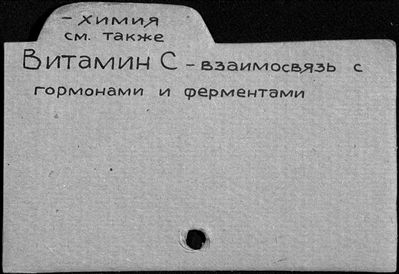 - химия
см. также
Витамин С - взаимосвязь с
гормонами и ферментами